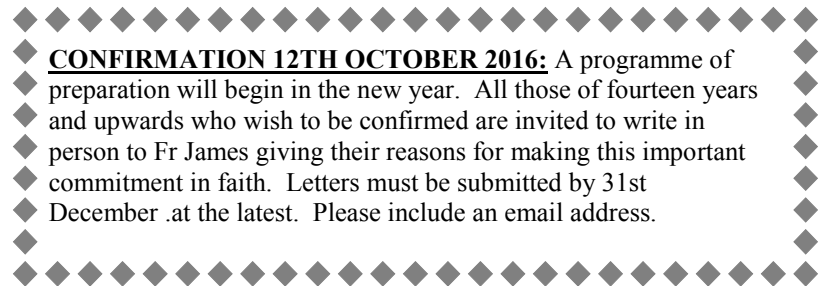 CONFIRMATION 12TH OCTOBER 2016: A programme of
preparation will begin in the new year.  All those of fourteen years
and upwards who wish to be confirmed are invited to write in
person to Fr James giving their reasons for making this important
commitment in faith.  Letters must be submitted by 31st
December .at the latest.  Please include an email address.